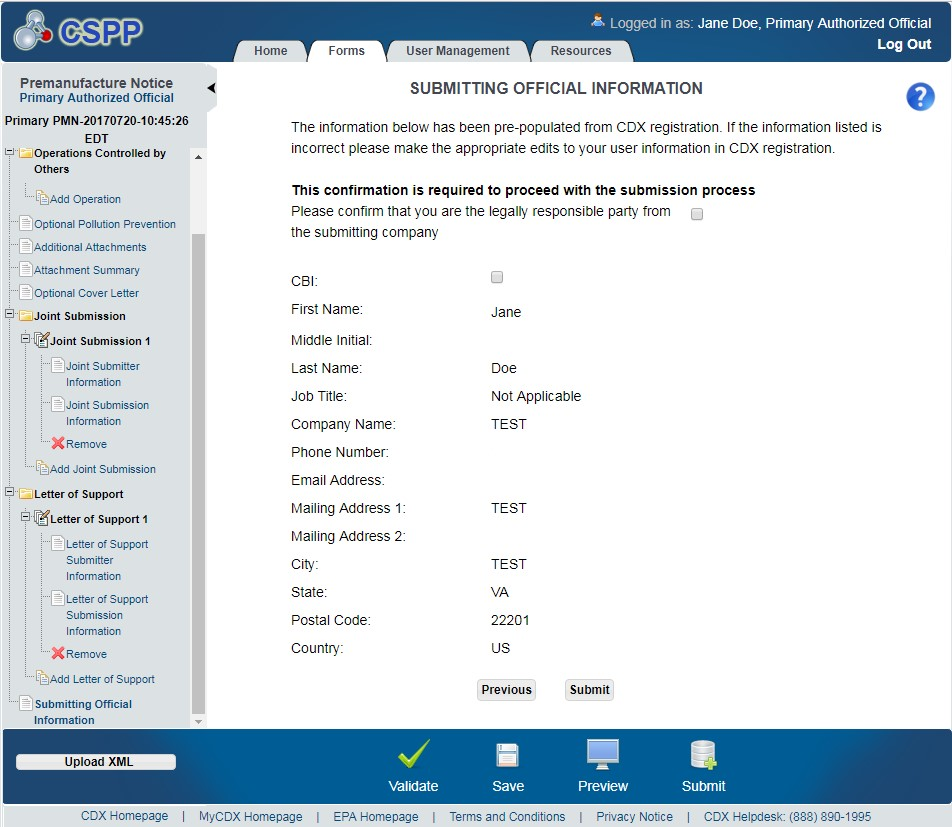 CSPP
Logged in as: Jane Doe, Primary Authorized Official
Log Out
Home
Forms
User Management
Resources
Premanufacture Notice
Primary Authorized Official
Primary PMN-20170720-10:45:26
EDT
Operations Controlled by
Others
Add Operation
Optional Pollution Prevention
Additional Attachments
Attachment Summary
Optional Cover Letter
Joint Submission
Joint Submission 1
Joint Submitter
Information
Joint Submission
Information
Remove
Add Joint Submission
Letter of Support
Letter of Support 1
Letter of Support
Submitter
Information
Letter of Support
Submission
Information
Remove
Add Letter of Support
Submitting Official
Information
SUBMITTING OFFICIAL INFORMATION
?
The information below has been pre-populated from CDX registration. If the information listed is
incorrect please make the appropriate edits to your user information in CDX registration.
This confirmation is required to proceed with the submission process
Please confirm that you are the legally responsible party from
the submitting company
CBI:
First Name: Jane
Middle Initial:
Last Name: Doe
Job Title: Not Applicable
Company Name: TEST
Phone Number:
Email Address:
Mailing Address 1: TEST
Mailing Address 2:
City: TEST
State: VA
Postal Code: 22201
Country: US
Previous
Submit
Upload XML
Validate
Save
Preview
Submit
CDX Homepage | MyCDX Homepage | EPA Homepage | Terms and Conditions | Privacy Notice | CDX Helpdesk: (888) 890-1995